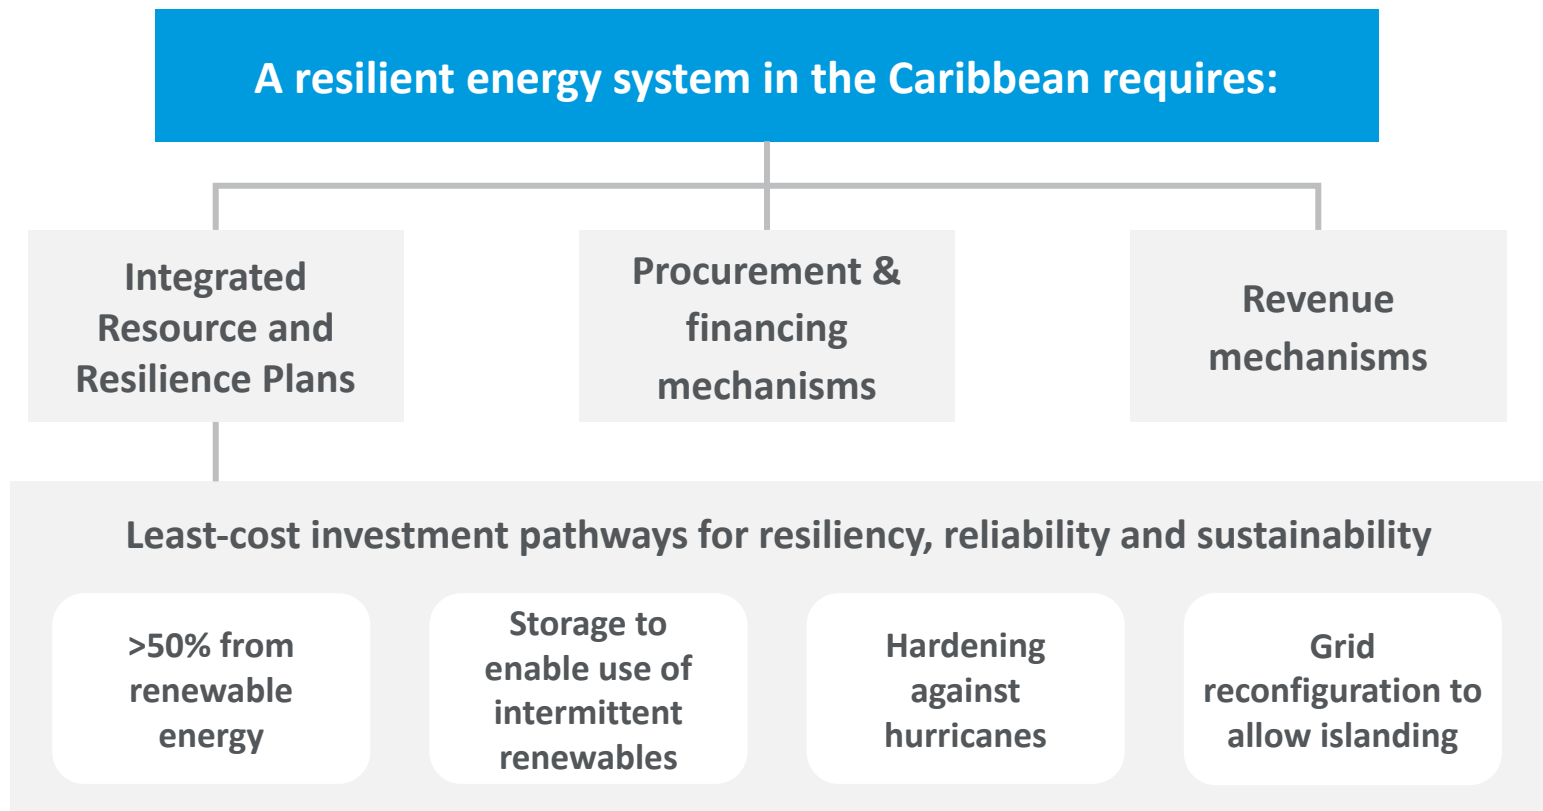 A resilient energy system in the Caribbean requires:
Integrated
Resource and
Resilience Plans
Procurement &
financing
mechanisms
Revenue
mechanisms
Least-cost investment pathways for resiliency, reliability and sustainability
>50% from
renewable
energy
Storage to
enable use of
intermittent
renewables
Hardening
against
hurricanes
Grid
reconfiguration to
allow islanding